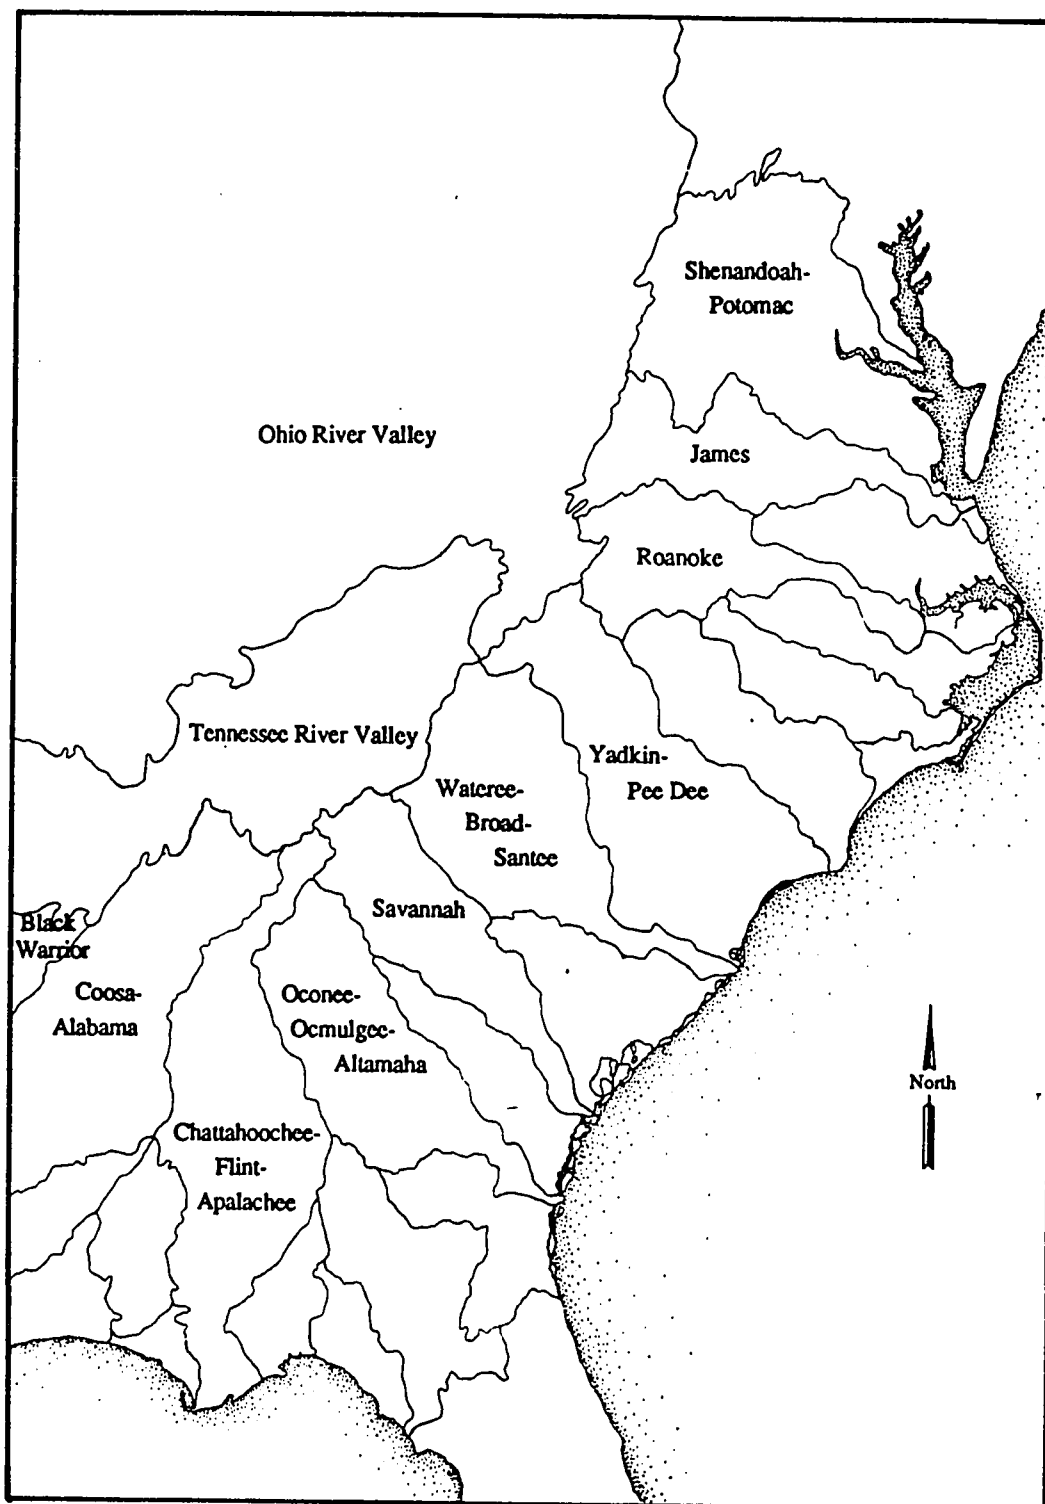 Shenandoah-
Potomac
Ohio River Valley
James
Roanoke
Tennessee River Valley
Yadkin-
Pee Dee
Wateree-
Broad-
Santee
Savannah
Black
Warrior
Coosa-
Alabama
Oconee-
Ocmulgee-
Altamaha
North
Chattahoochee-
Flint-
Apalachee